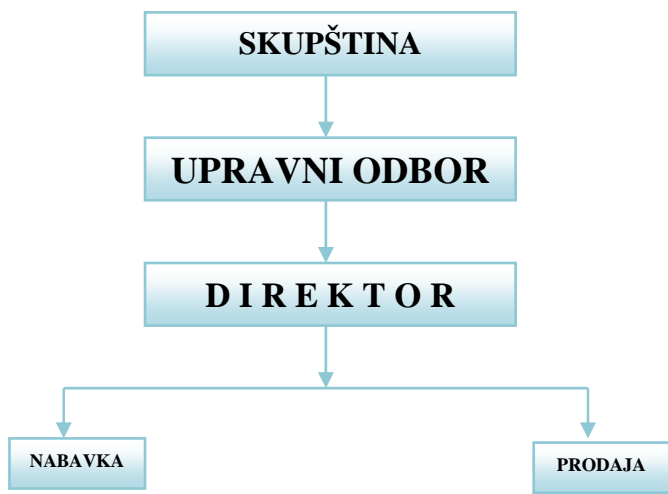 SKUPŠTINA
UPRAVNI ODBOR
D I R E K T O R
NABAVKA
PRODAJA